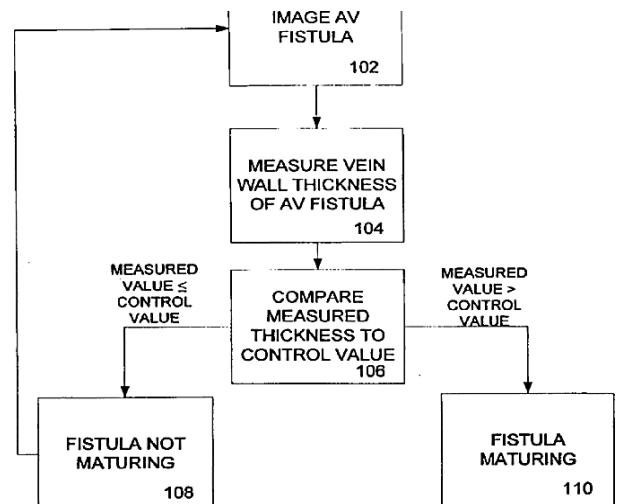 IMAGE AV
FISTULA
102
MEASURE VEIN
WALL THICKNESS
OF AV FISTULA
104
MEASURED
VALUE ≤
CONTROL
VALUE
COMPARE
MEASURED
THICKNESS TO
CONTROL VALUE
106
MEASURED
VALUE >
CONTROL
VALUE
FISTULA NOT
MATURING
108
FISTULA
MATURING
110